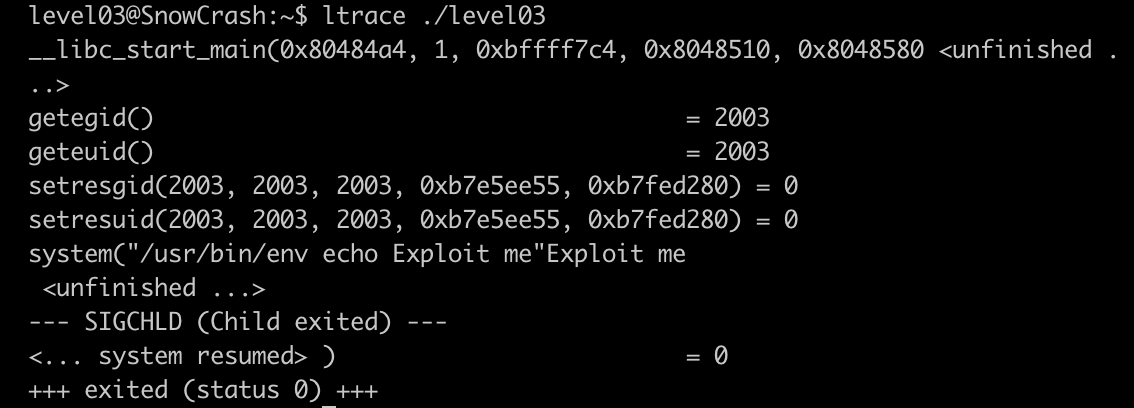 level03@SnowCrash:~$ ltrace ./level03
__libc_start_main(0x80484a4, 1, 0xbffff7c4, 0x8048510, 0x8048580 <unfinished .
..>
getegid()                                        = 2003
geteuid()                                        = 2003
setresgid(2003, 2003, 2003, 0xb7e5ee55, 0xb7fed280) = 0
setresuid(2003, 2003, 2003, 0xb7e5ee55, 0xb7fed280) = 0
system("/usr/bin/env echo Exploit me"Exploit me
 <unfinished ...>
--- SIGCHLD (Child exited) ---
<... system resumed> )                           = 0
+++ exited (status 0) +++